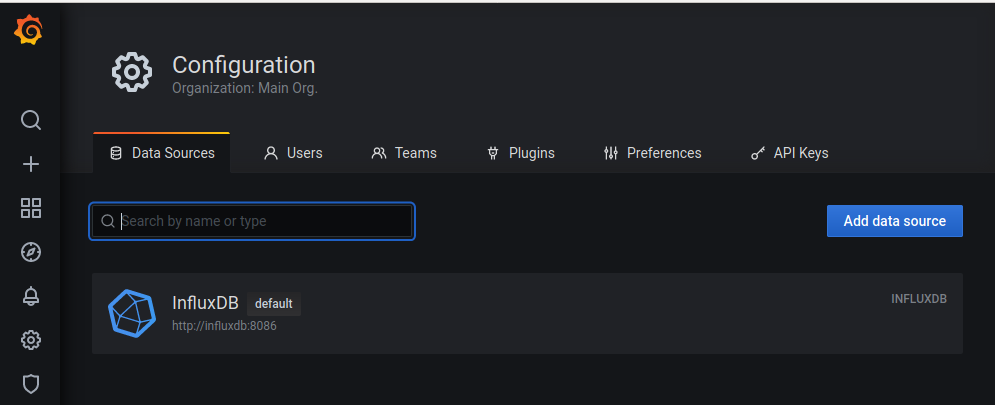 Configuration
Organization: Main Org.
Data Sources Users Teams Plugins Preferences API Keys
Search by name or type
Add data source
InfluxDB default
INFLUXDB
http://influxdb:8086